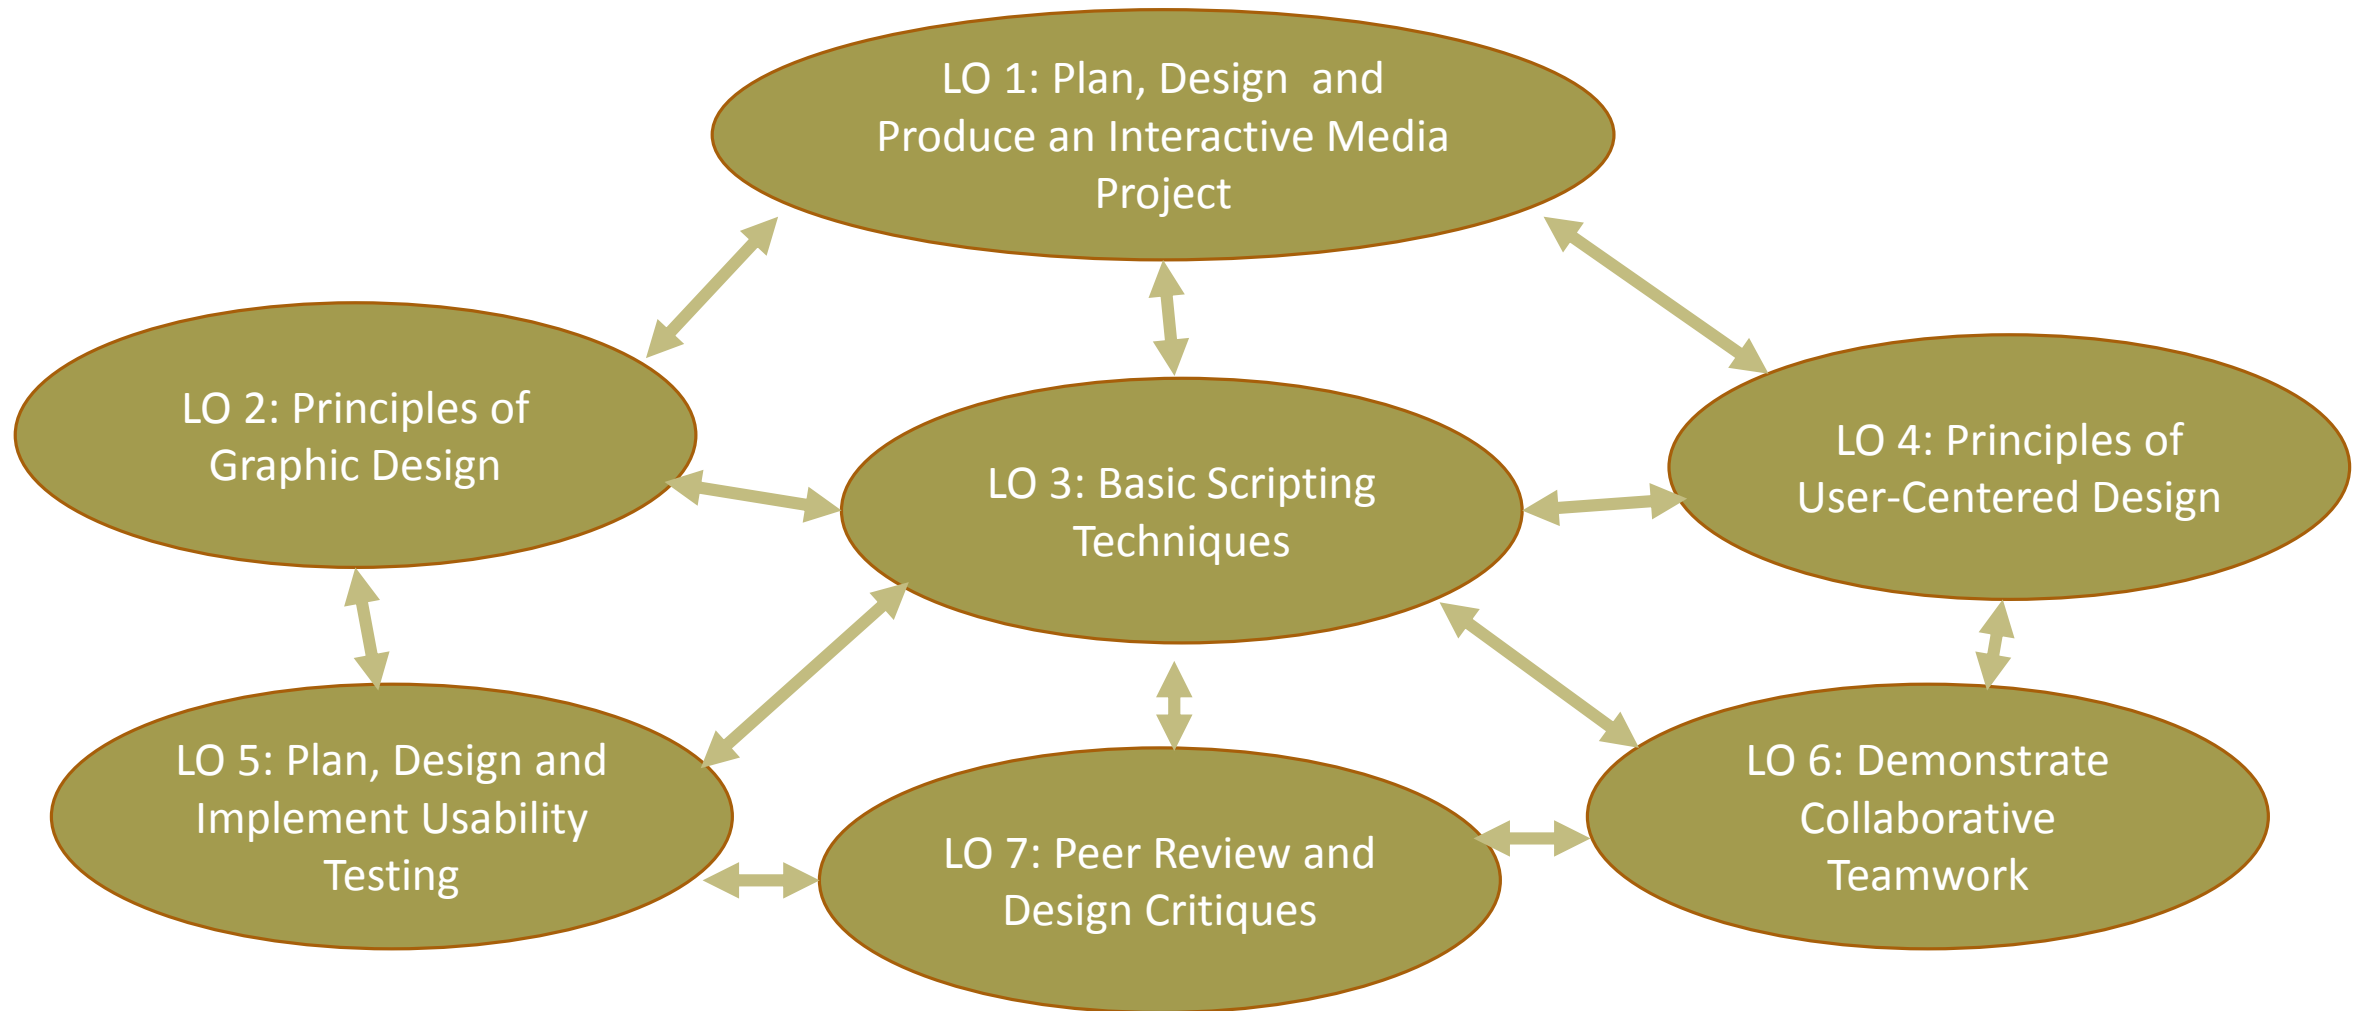 LO 1: Plan, Design and
Produce an Interactive Media
Project
LO 2: Principles of
Graphic Design
LO 3: Basic Scripting
Techniques
LO 4: Principles of
User-Centered Design
LO 5: Plan, Design and
Implement Usability
Testing
LO 7: Peer Review and
Design Critiques
LO 6: Demonstrate
Collaborative
Teamwork